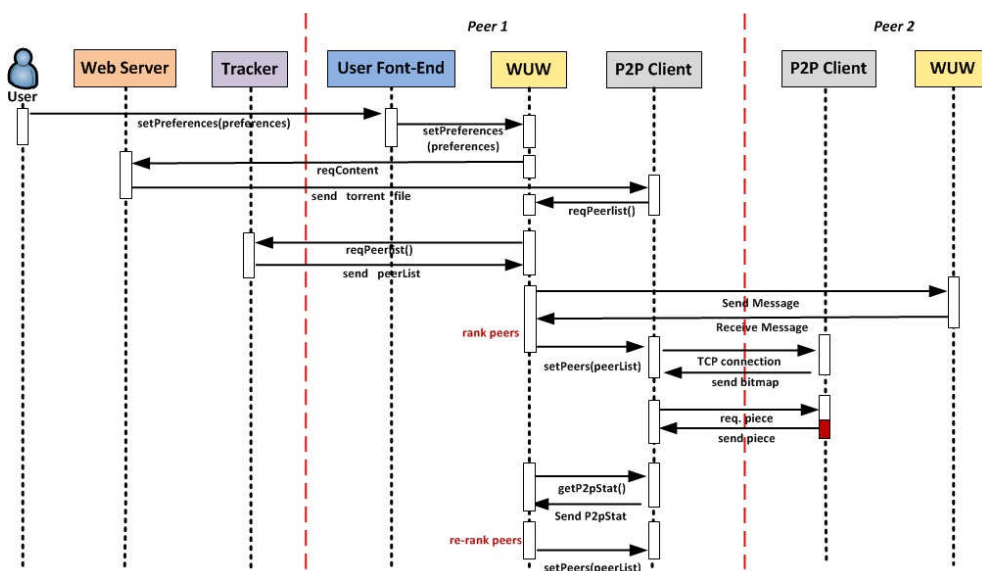 Peer 1
Peer 2
Web Server
Tracker
User Font-End
WUW
P2P Client
P2P Client
WUW
User
setPreferences(preferences)
setPreferences
(preferences)
reqContent
send torrent file
reqPeerlist()
reqPeerlist()
send peerList
Send Message
Receive Message
rank peers
setPeers(peerList)
TCP connection
send bitmap
req. piece
send piece
getP2pStat()
Send P2pStat
re-rank peers
setPeers(peerList)